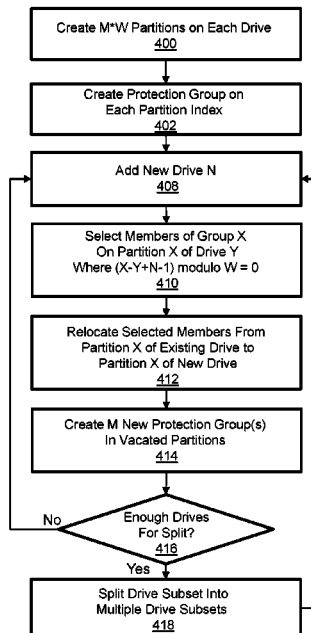 Create M*W Partitions on Each Drive
400
Create Protection Group on
Each Partition Index
402
Add New Drive N
408
Select Members of Group X
On Partition X of Drive Y
Where (X-Y+N-1) modulo W = 0
410
Relocate Selected Members From
Partition X of Existing Drive to
Partition X of New Drive
412
Create M New Protection Group(s)
In Vacated Partitions
414
No
Enough Drives
For Split?
416
Yes
Split Drive Subset Into
Multiple Drive Subsets
418